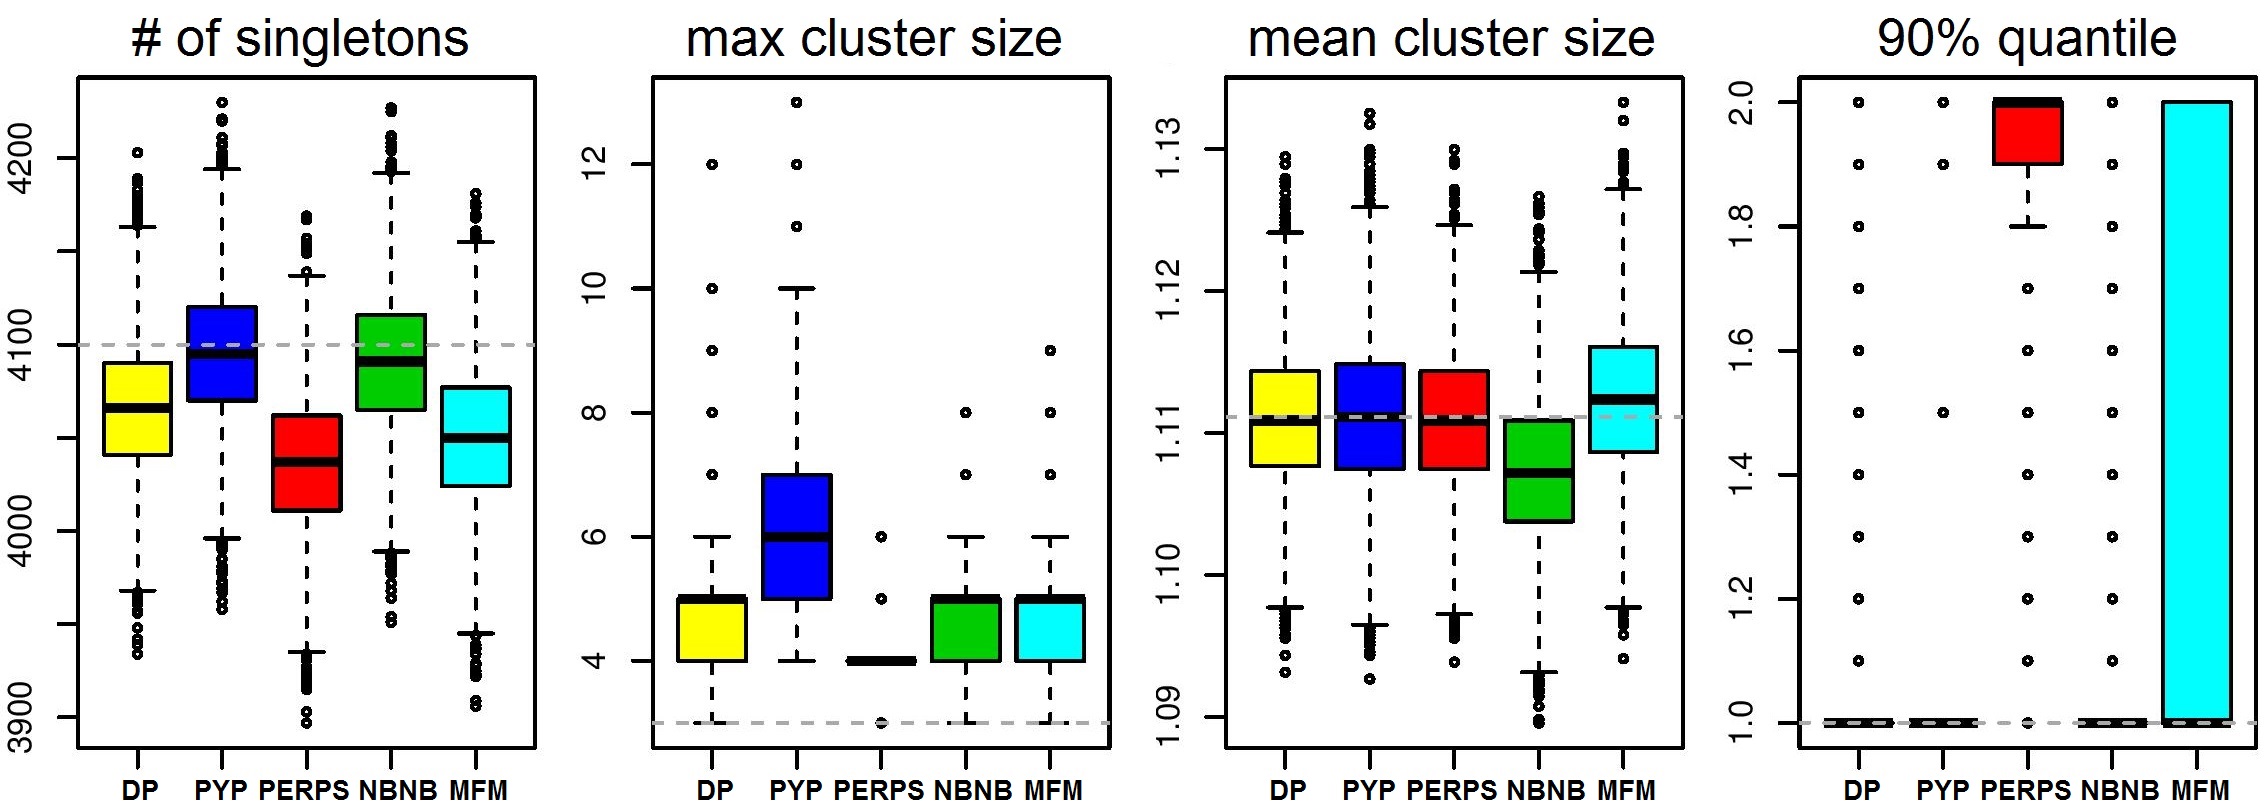 # of singletons
4200
4100
4000
3900
DP PYP PERPS NBNB MFM
max cluster size
12
10
8
6
4
DP PYP PERPS NBNB MFM
mean cluster size
1.13
1.12
1.11
1.10
1.09
DP PYP PERPS NBNB MFM
90% quantile
2.0
1.8
1.6
1.4
1.2
1.0
DP PYP PERPS NBNB MFM